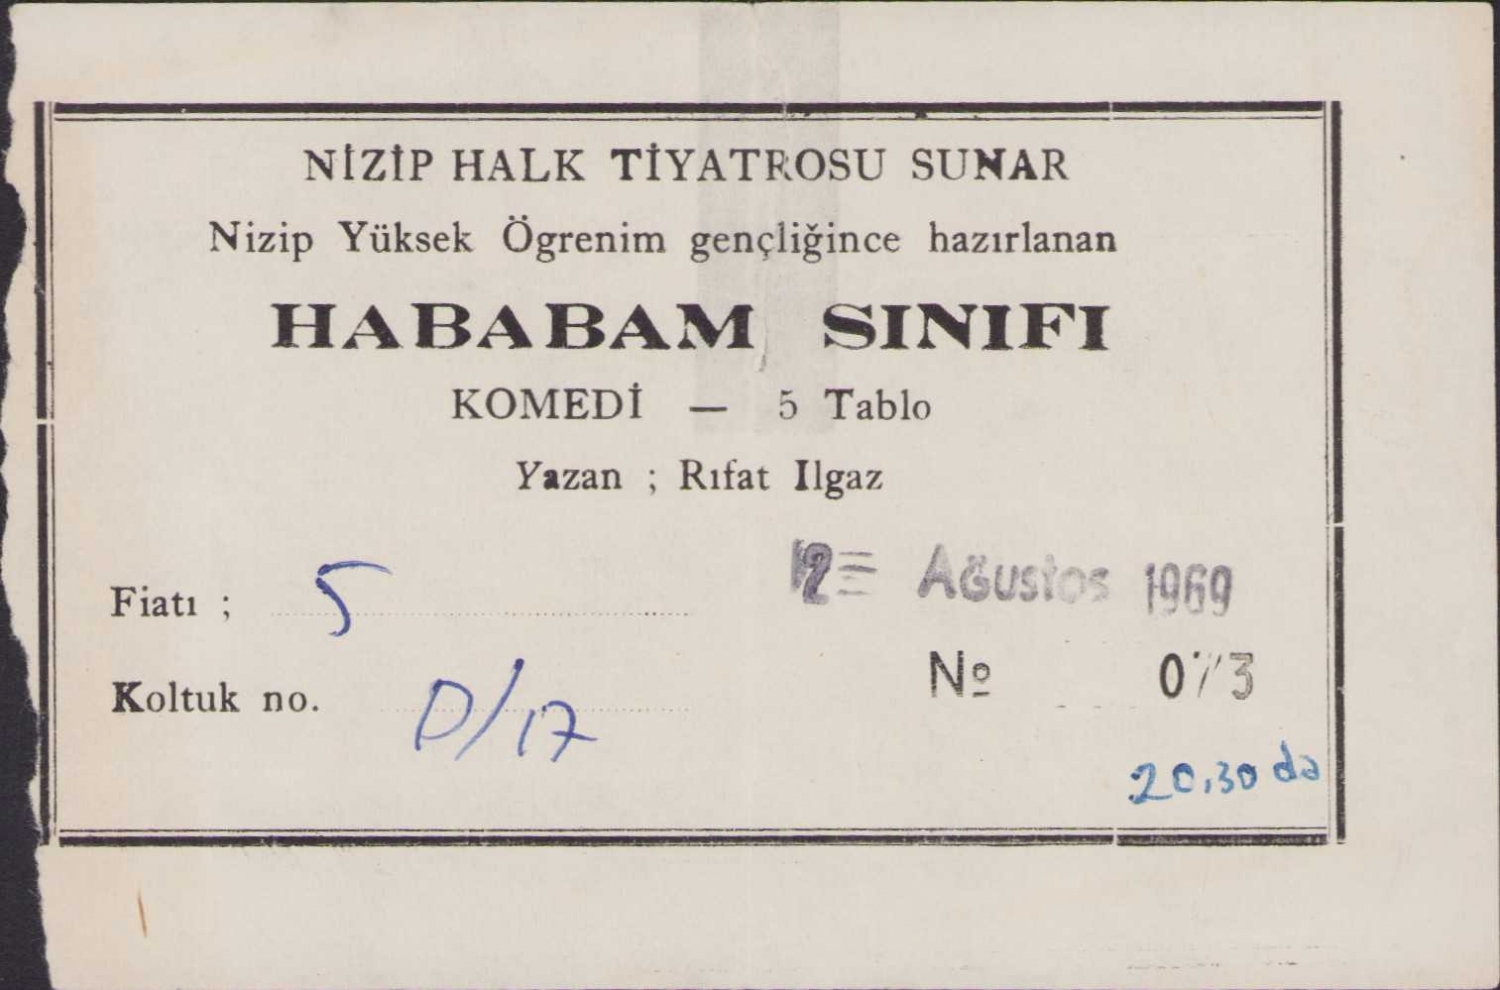 NİZİP HALK TİYATROSU SUNAR
Nizip Yüksek Ögrenim gençliğince hazırlanan
HABABAM SINIFI
KOMEDİ — 5 Tablo
Yazan ; Rıfat Ilgaz
Ağustos 1969
Fiatı ; 5
№ 073
Koltuk no. D/17
20.30 da